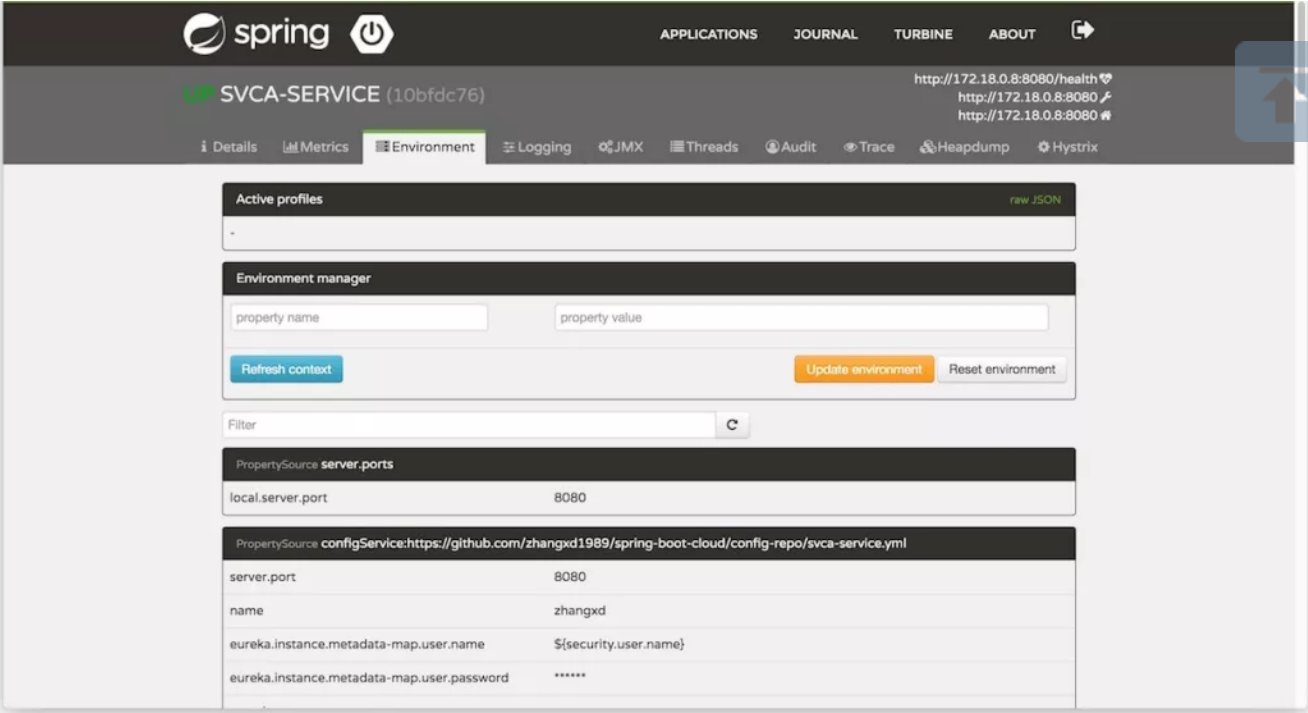 spring
APPLICATIONS JOURNAL TURBINE ABOUT
UP SVCA-SERVICE (10bfdc76)
http://172.18.0.8:8080/health
http://172.18.0.8:8080
http://172.18.0.8:8080
Details Metrics Environment Logging JMX Threads Audit Trace Heapdump Hystrix
Active profiles raw JSON
-
Environment manager
property name property value
Refresh context Update environment Reset environment
Filter
PropertySource server.ports
local.server.port 8080
PropertySource configService:https://github.com/zhangxd1989/spring-boot-cloud/config-repo/svca-service.yml
server.port 8080
name zhangxd
eureka.instance.metadata-map.user.name ${security.user.name}
eureka.instance.metadata-map.user.password ******